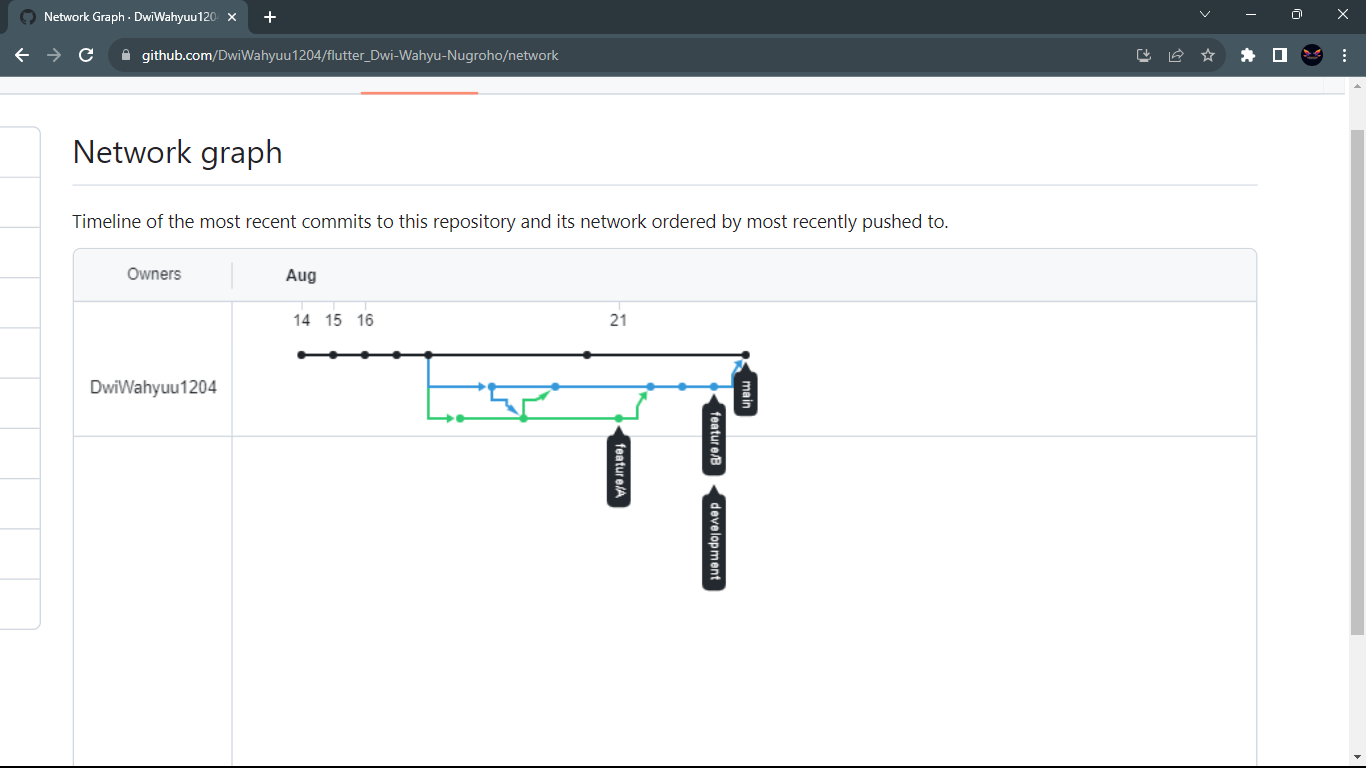 Network Graph · DwiWahyuu120
github.com/DwiWahyuu1204/flutter_Dwi-Wahyu-Nugroho/network
Network graph
Timeline of the most recent commits to this repository and its network ordered by most recently pushed to.
Owners Aug
14 15 16 21
DwiWahyuu1204
main
feature/B
feature/A
development